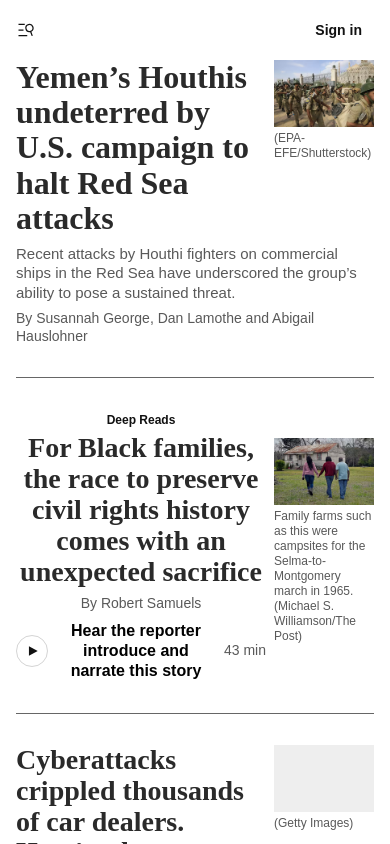 Sign in
Yemen’s Houthis
undeterred by
U.S. campaign to
halt Red Sea
attacks
(EPA-
EFE/Shutterstock)
Recent attacks by Houthi fighters on commercial
ships in the Red Sea have underscored the group’s
ability to pose a sustained threat.
By Susannah George, Dan Lamothe and Abigail
Hauslohner
Deep Reads
For Black families,
the race to preserve
civil rights history
comes with an
unexpected sacrifice
By Robert Samuels
Hear the reporter
introduce and
narrate this story
43 min
Family farms such
as this were
campsites for the
Selma-to-
Montgomery
march in 1965.
(Michael S.
Williamson/The
Post)
Cyberattacks
crippled thousands
of car dealers.
(Getty Images)